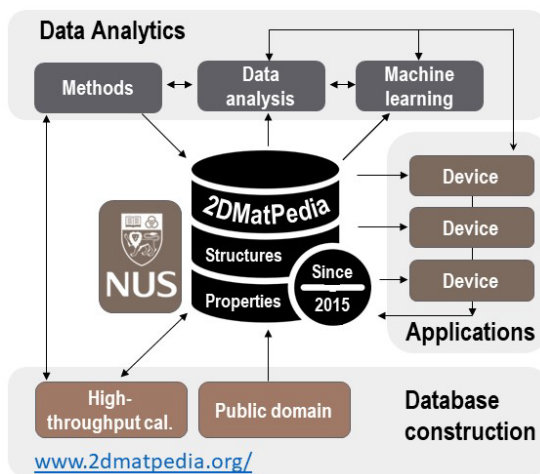 Data Analytics
Methods
Data
analysis
Machine
learning
2DMatPedia
Structures
Properties
Since
2015
NUS
Device
Device
Device
Applications
High-
throughput cal.
Public domain
Database
construction
www.2dmatpedia.org/